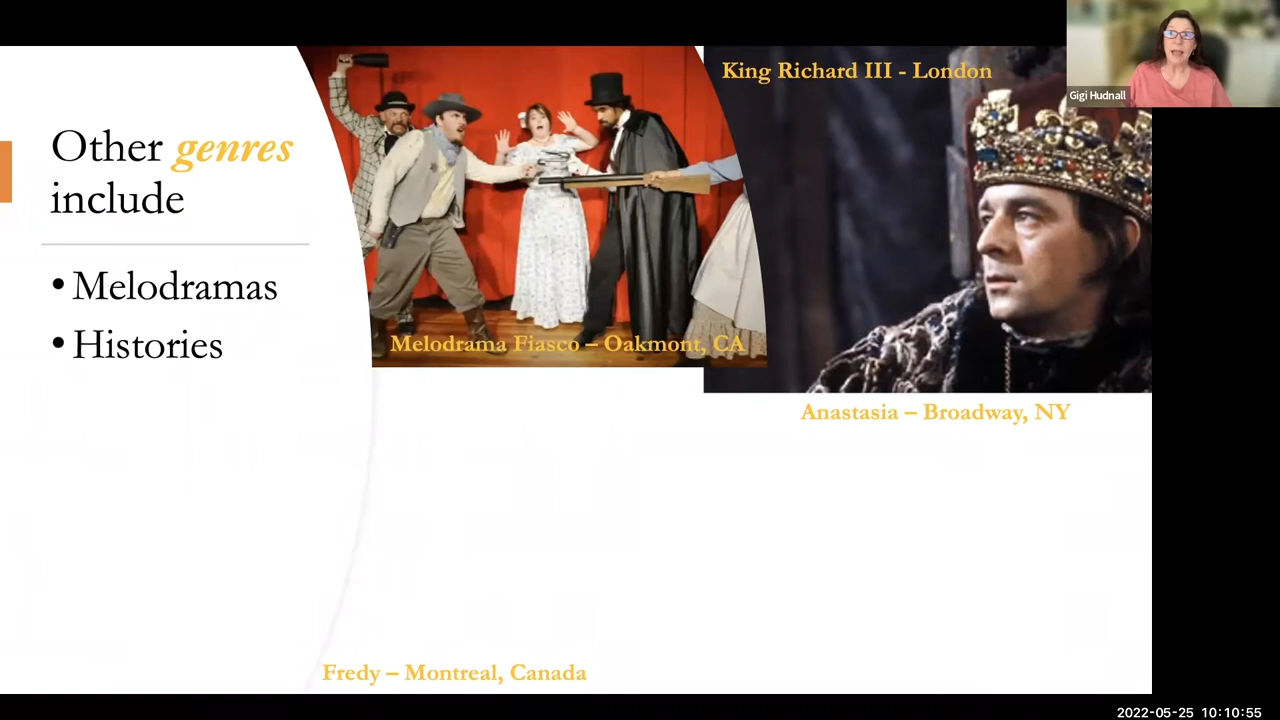 Other genres
include
• Melodramas
• Histories
Melodrama Fiasco – Oakmont, CA
King Richard III - London
Anastasia – Broadway, NY
Fredy – Montreal, Canada
Gigi Hudnall
2022-05-25 10:10:55